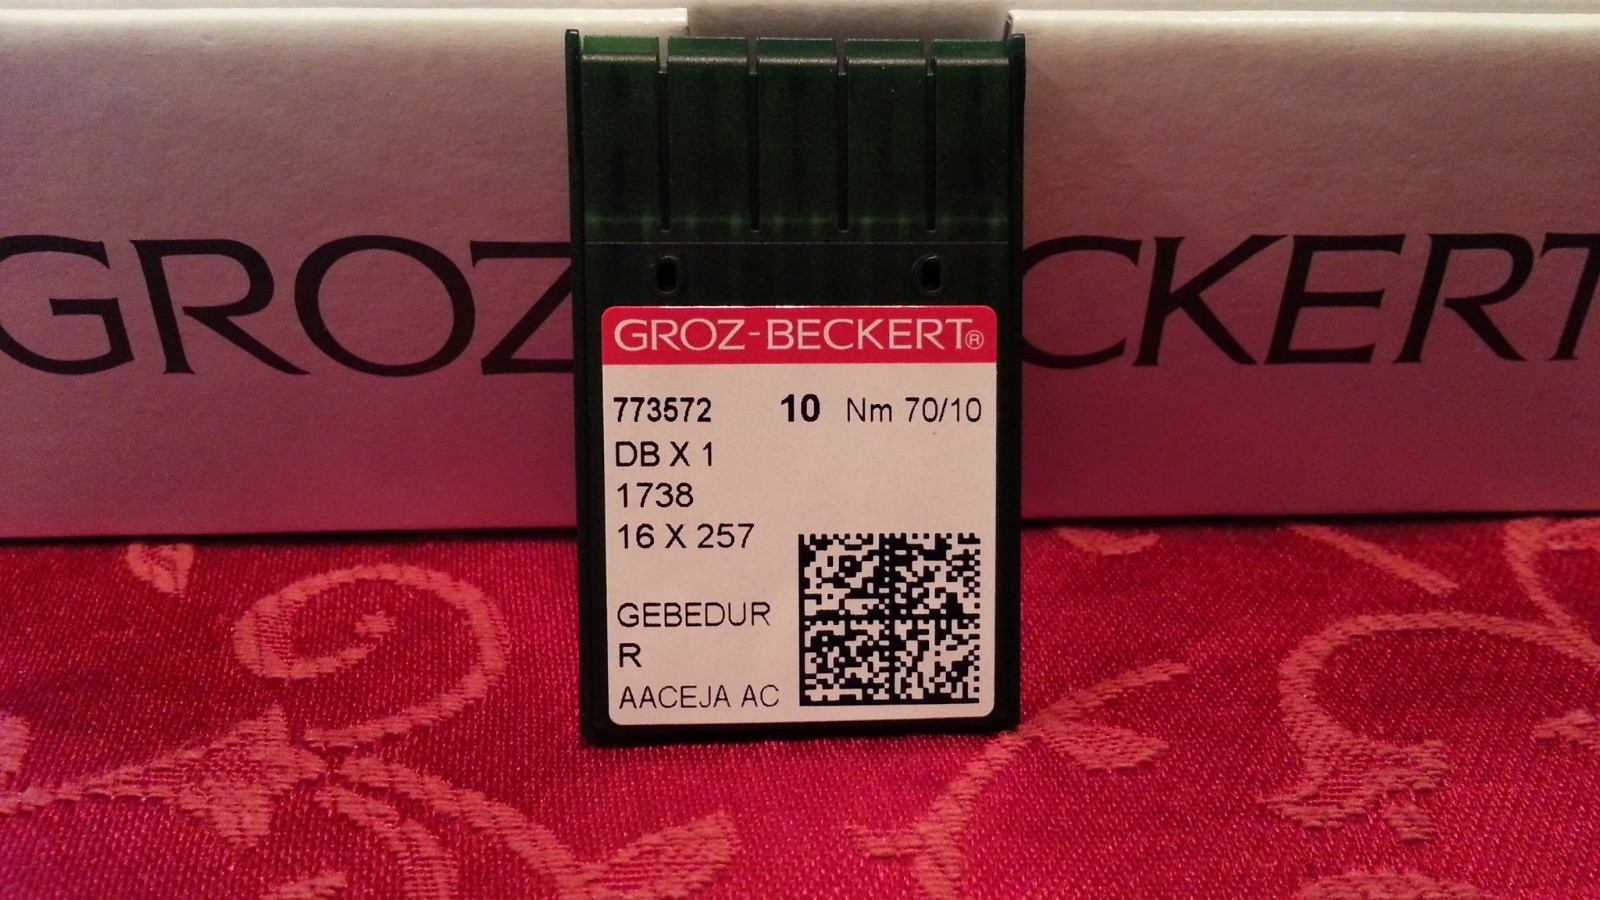 GROZ
CKERT
GROZ-BECKERT®
773572 10 Nm 70/10
DB X 1
1738
16 X 257
GEBEDUR
R
AACEJA AC